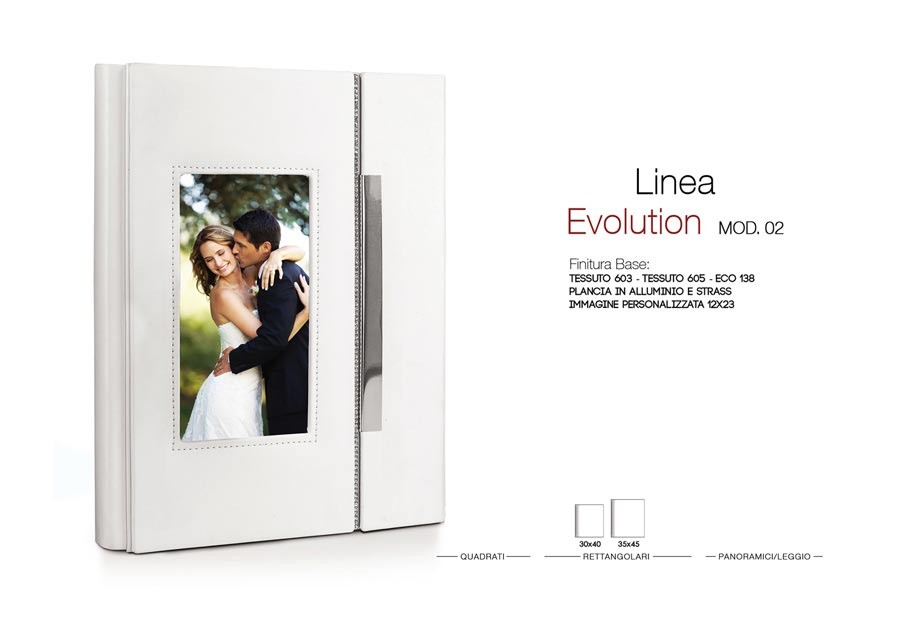 Linea
Evolution MOD. 02
Finitura Base:
TESSUTO 603 - TESSUTO 605 - ECO 138
PLANCIA IN ALLUMINIO E STRASS
IMMAGINE PERSONALIZZATA 12X23
30x40 35x45
QUADRATI RETTANGOLARI PANORAMICI/LEGGIO